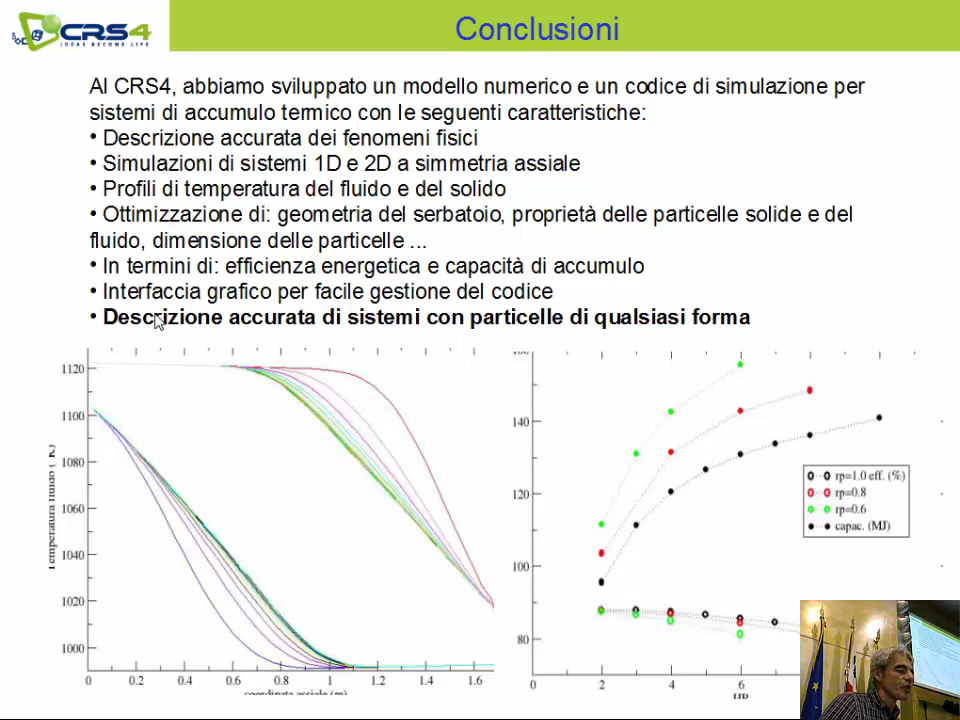 CRS4
IDEAS BECOME LIFE
Conclusioni
Al CRS4, abbiamo sviluppato un modello numerico e un codice di simulazione per
sistemi di accumulo termico con le seguenti caratteristiche:
• Descrizione accurata dei fenomeni fisici
• Simulazioni di sistemi 1D e 2D a simmetria assiale
• Profili di temperatura del fluido e del solido
• Ottimizzazione di: geometria del serbatoio, proprietà delle particelle solide e del
fluido, dimensione delle particelle ...
• In termini di: efficienza energetica e capacità di accumulo
• Interfaccia grafico per facile gestione del codice
• Descrizione accurata di sistemi con particelle di qualsiasi forma
1120
1100
1080
1060
1040
1020
1000
Temperatura fluido ( K)
0
0.2
0.4
0.6
0.8
1
1.2
1.4
1.6
coordinata assiale (m)
160
140
120
100
80
0
2
4
6
rp=1.0 eff. (%)
rp=0.8
rp=0.6
capac. (MJ)